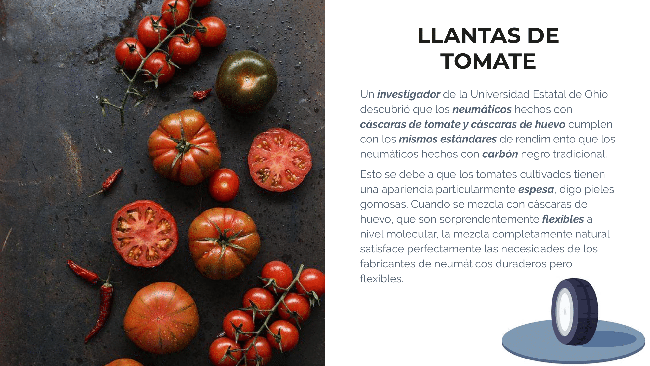 LLANTAS DE
TOMATE
Un investigador de la Universidad Estatal de Ohio
descubrió que los neumáticos hechos con
cáscaras de tomate y cáscaras de huevo cumplen
con los mismos estándares de rendimiento que los
neumáticos hechos con carbón negro tradicional.
Esto se debe a que los tomates cultivados tienen
una apariencia particularmente espesa, digo pieles
gomosas. Cuando se mezcla con cáscaras de
huevo, que son sorprendentemente flexibles a
nivel molecular, la mezcla completamente natural
satisface perfectamente las necesidades de los
fabricantes de neumáticos duraderos pero
flexibles.